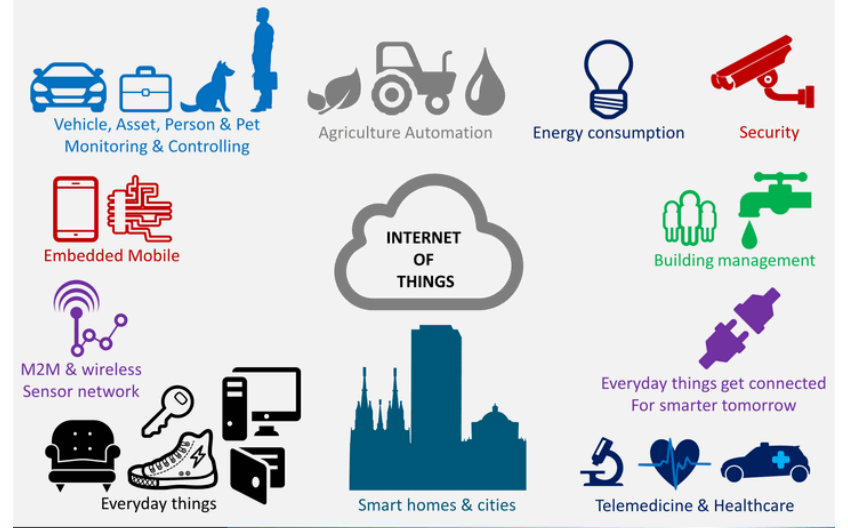 Vehicle, Asset, Person & Pet
Monitoring & Controlling
Agriculture Automation
Energy consumption
Security
Embedded Mobile
INTERNET
OF
THINGS
Building management
M2M & wireless
Sensor network
Everyday things get connected
For smarter tomorrow
Everyday things
Smart homes & cities
Telemedicine & Healthcare